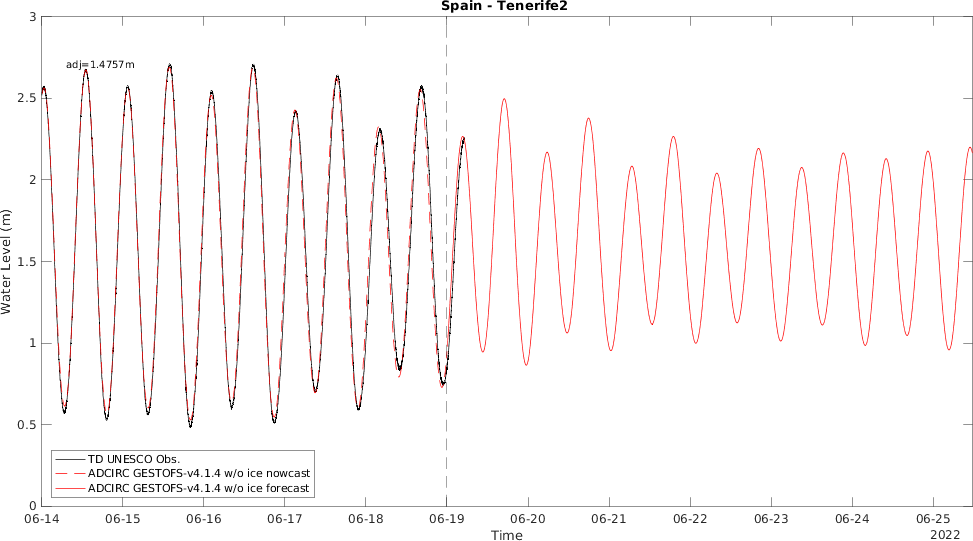 Spain - Tenerife2
3
adj=1.4757m
2.5
2
1.5
1
0.5
0
Water Level (m)
TD UNESCO Obs.
ADCIRC GESTOFS-v4.1.4 w/o ice nowcast
ADCIRC GESTOFS-v4.1.4 w/o ice forecast
06-14 06-15 06-16 06-17 06-18 06-19 06-20 06-21 06-22 06-23 06-24 06-25
2022
Time